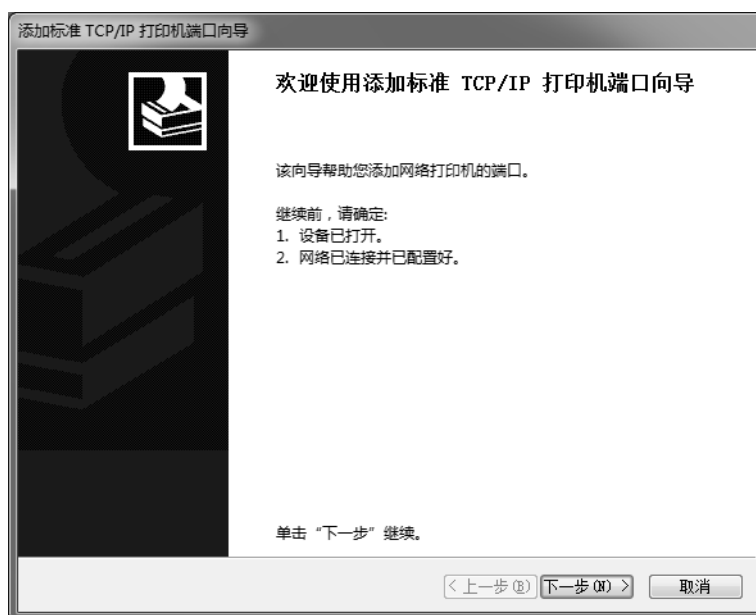 添加标准 TCP/IP 打印机端口向导
欢迎使用添加标准 TCP/IP 打印机端口向导
该向导帮助您添加网络打印机的端口。
继续前，请确定:
1. 设备已打开。
2. 网络已连接并已配置好。
单击 “下一步” 继续。
< 上一步(B) 下一步(N) > 取消